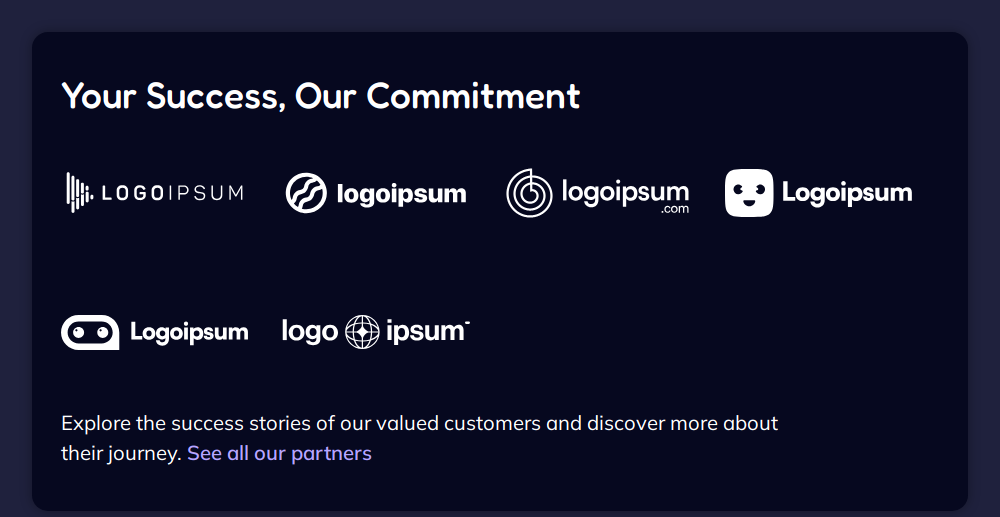 Your Success, Our Commitment
LOGOIPSUM
logoipsum
logoipsum
.com
Logoipsum
Logoipsum
logo ipsum
Explore the success stories of our valued customers and discover more about
their journey. See all our partners